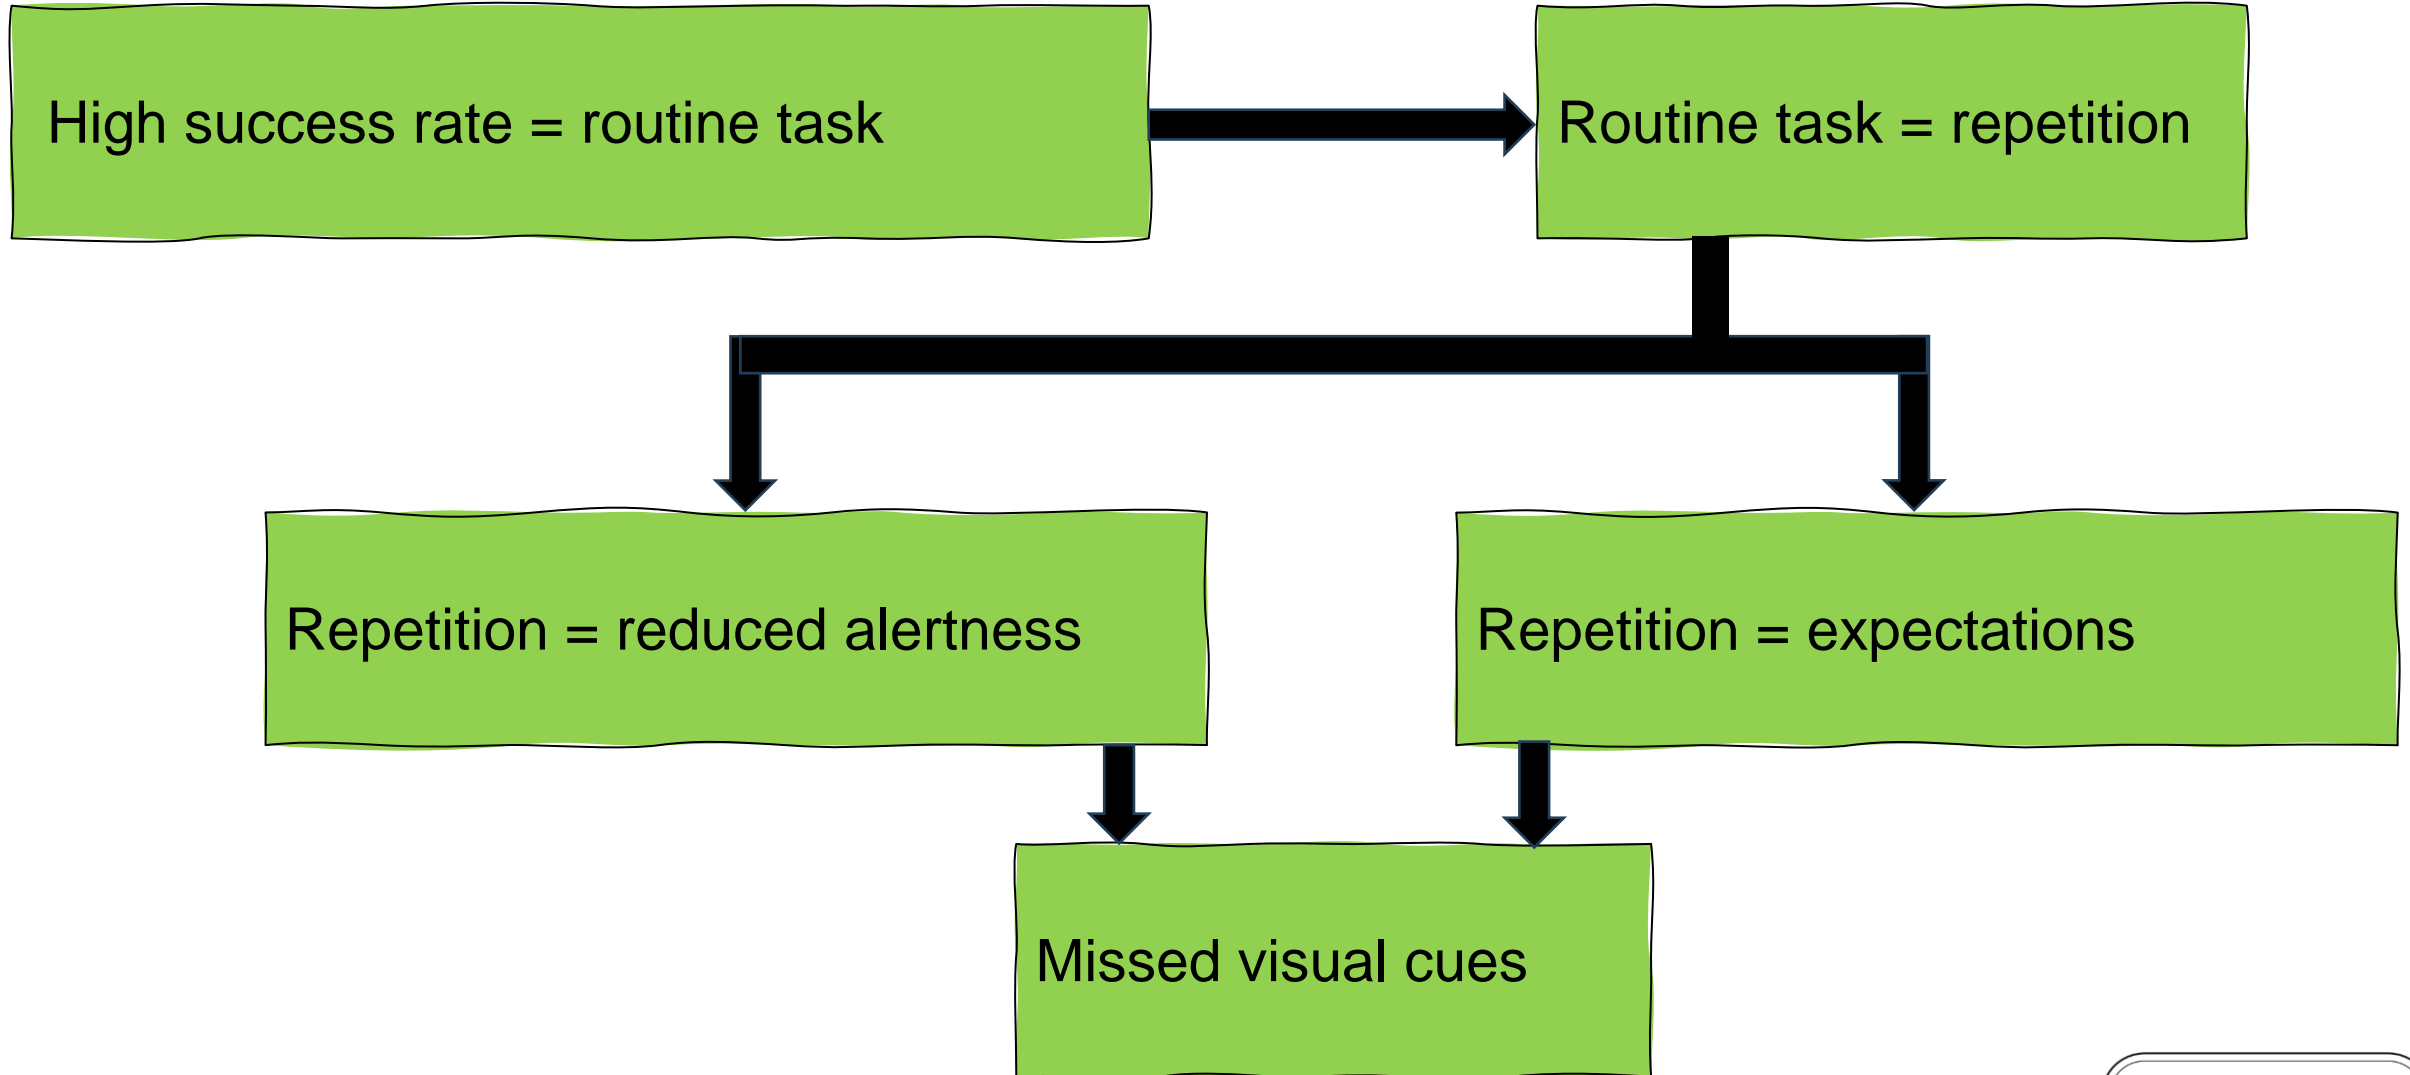 High success rate = routine task
Routine task = repetition
Repetition = reduced alertness
Repetition = expectations
Missed visual cues